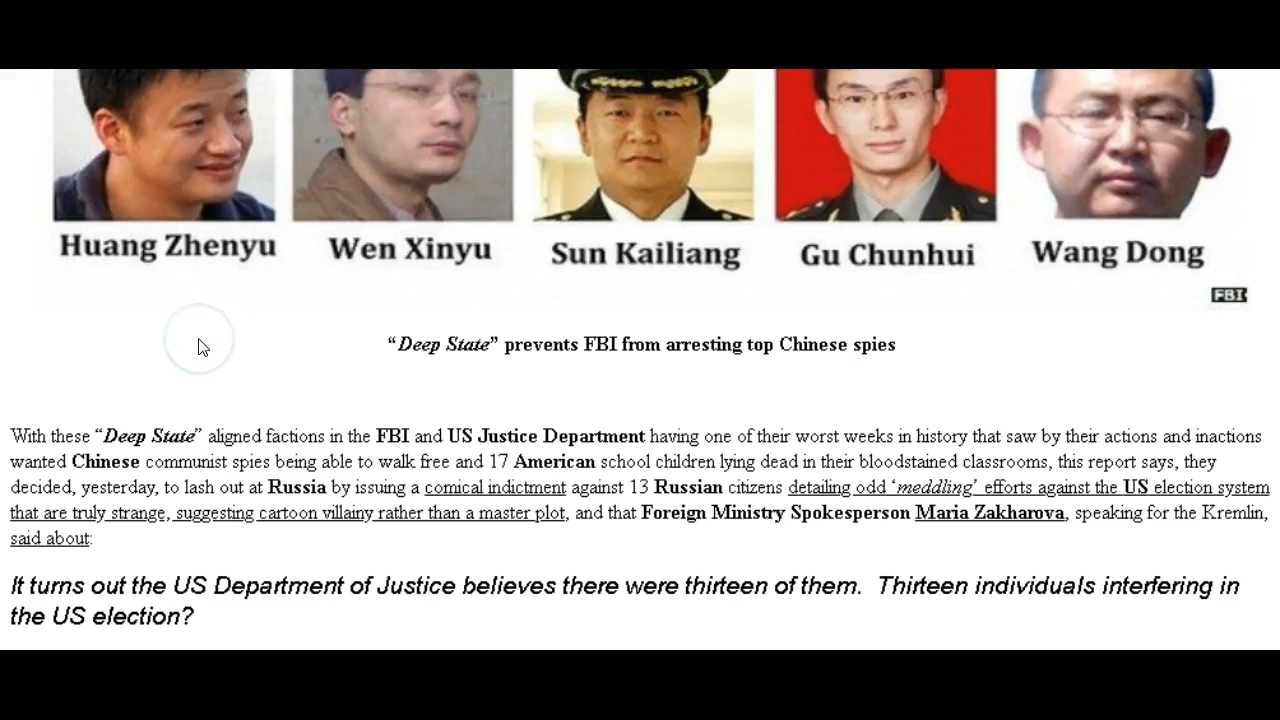 Huang Zhenyu Wen Xinyu Sun Kailiang Gu Chunhui Wang Dong
FBI
“Deep State” prevents FBI from arresting top Chinese spies
With these “Deep State” aligned factions in the FBI and US Justice Department having one of their worst weeks in history that saw by their actions and inactions
wanted Chinese communist spies being able to walk free and 17 American school children lying dead in their bloodstained classrooms, this report says, they
decided, yesterday, to lash out at Russia by issuing a comical indictment against 13 Russian citizens detailing odd ‘meddling’ efforts against the US election system
that are truly strange, suggesting cartoon villainy rather than a master plot, and that Foreign Ministry Spokesperson Maria Zakharova, speaking for the Kremlin,
said about:
It turns out the US Department of Justice believes there were thirteen of them. Thirteen individuals interfering in
the US election?